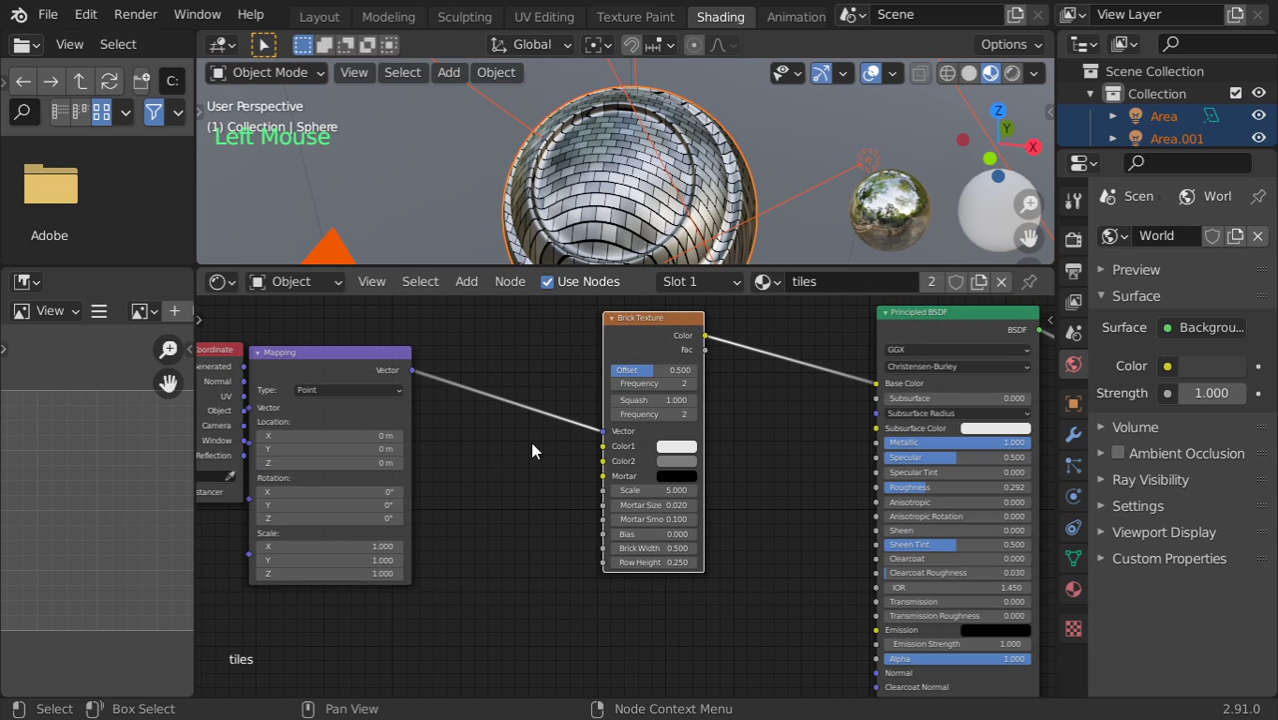 File Edit Render Window Help Layout Modeling Sculpting UV Editing Texture Paint Shading Animation Scene View Layer
View Select Global Options
C: Object Mode View Select Add Object Scene Collection
User Perspective Collection
(1) Collection | Sphere Area
Left Mouse Area.001
X
Y
Z
Adobe
Scen Worl
World
Preview
Surface
Surface Backgrou...
Color
Strength 1.000
Volume
Ambient Occlusion
Ray Visibility
Settings
Viewport Display
Custom Properties
Object View Select Add Node Use Nodes Slot 1 tiles 2
View
Coordinate
Generated
Normal
UV
Object
Camera
Window
Reflection
Mapping
Vector
Type: Point
Vector
Location:
X 0 m
Y 0 m
Z 0 m
Rotation:
X 0°
Y 0°
Z 0°
Scale:
X 1.000
Y 1.000
Z 1.000
Brick Texture
Color
Fac
Offset 0.500
Frequency 2
Squash 1.000
Frequency 2
Vector
Color1
Color2
Mortar
Scale 5.000
Mortar Size 0.020
Mortar Smo 0.100
Bias 0.000
Brick Width 0.500
Row Height 0.250
Principled BSDF
BSDF
GGX
Christensen-Burley
Base Color
Subsurface 0.000
Subsurface Radius
Subsurface Color
Metallic 1.000
Specular 0.500
Specular Tint 0.000
Roughness 0.292
Anisotropic 0.000
Anisotropic Rotation 0.000
Sheen 0.000
Sheen Tint 0.500
Clearcoat 0.000
Clearcoat Roughness 0.030
IOR 1.450
Transmission 0.000
Transmission Roughness 0.000
Emission
Emission Strength 1.000
Alpha 1.000
Normal
Clearcoat Normal
tiles
Select Box Select Pan View Node Context Menu 2.91.0